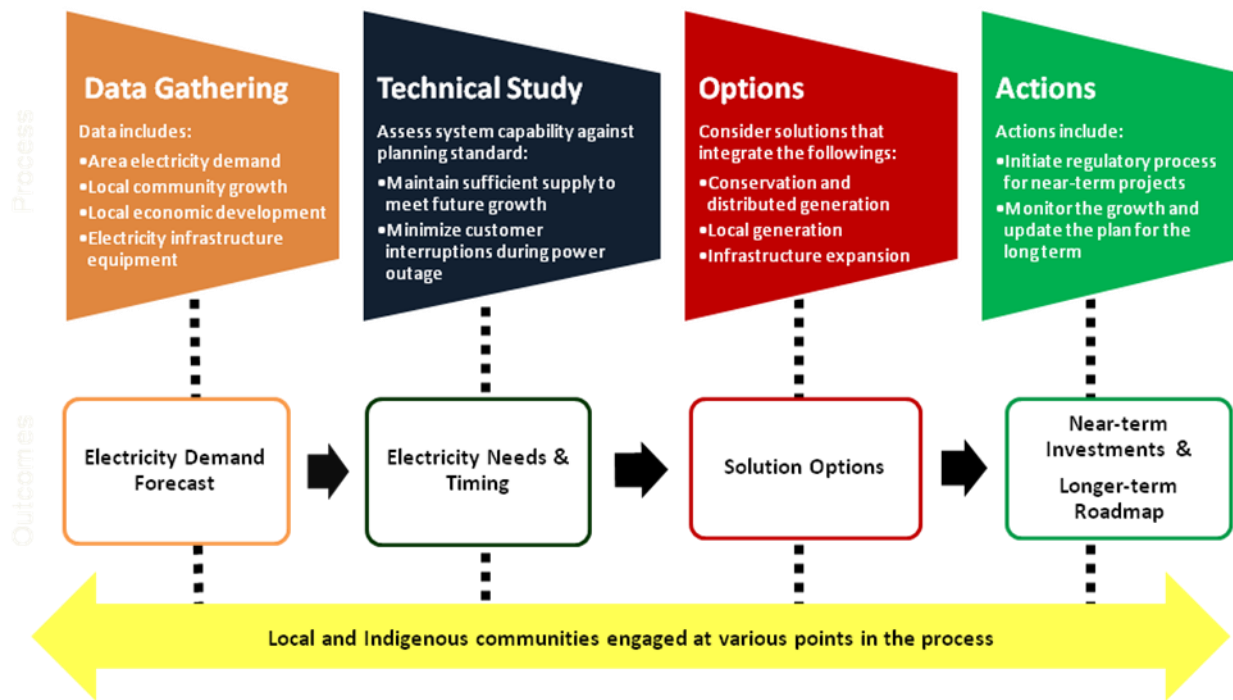 Process
Data Gathering
Data includes:
•Area electricity demand
•Local community growth
•Local economic development
•Electricity infrastructure
equipment
Technical Study
Assess system capability against
planning standard:
•Maintain sufficient supply to
meet future growth
•Minimize customer
interruptions during power
outage
Options
Consider solutions that
integrate the followings:
•Conservation and
distributed generation
•Local generation
•Infrastructure expansion
Actions
Actions include:
•Initiate regulatory process
for near-term projects
•Monitor the growth and
update the plan for the
long term
Outcomes
Electricity Demand
Forecast
Electricity Needs &
Timing
Solution Options
Near-term
Investments &
Longer-term
Roadmap
Local and Indigenous communities engaged at various points in the process